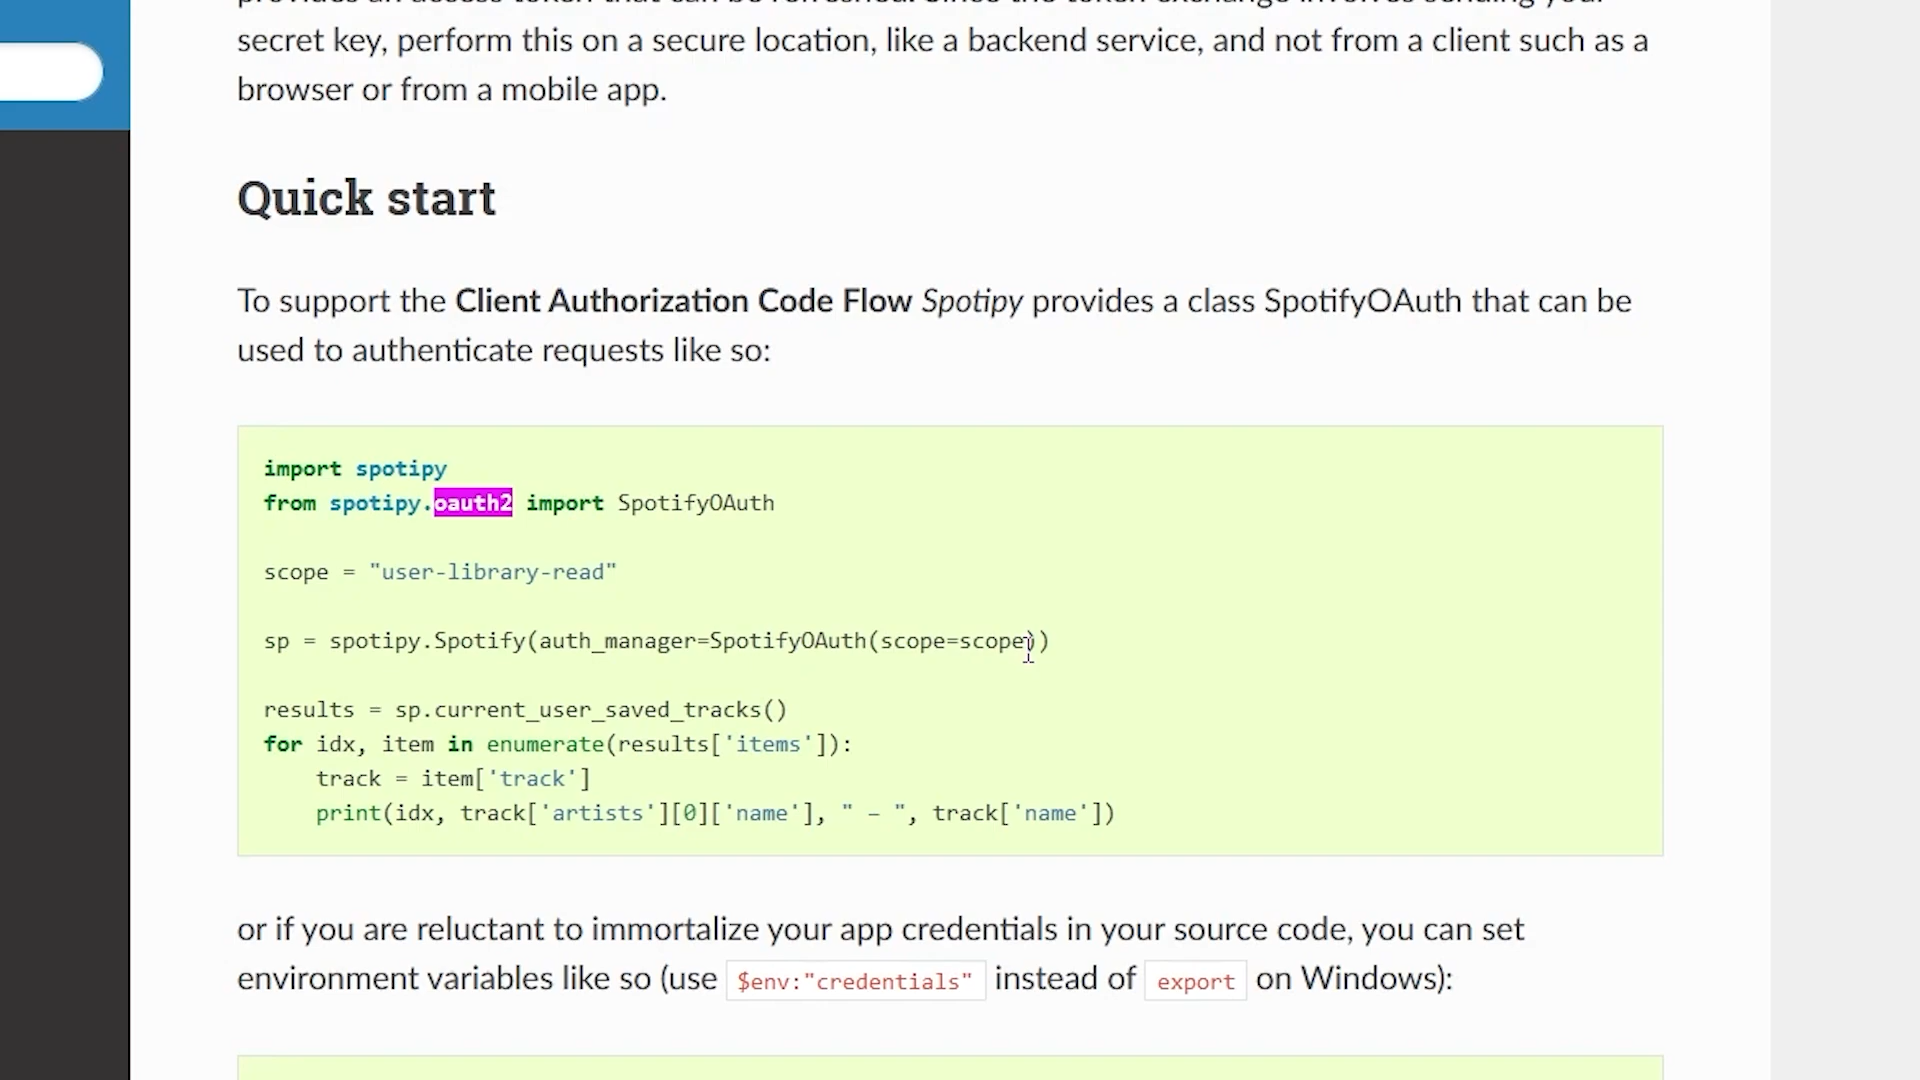 secret key, perform this on a secure location, like a backend service, and not from a client such as a
browser or from a mobile app.
Quick start
To support the Client Authorization Code Flow Spotipy provides a class SpotifyOAuth that can be
used to authenticate requests like so:
import spotipy
from spotipy.oauth2 import SpotifyOAuth
scope = "user-library-read"
sp = spotipy.Spotify(auth_manager=SpotifyOAuth(scope=scope))
results = sp.current_user_saved_tracks()
for idx, item in enumerate(results['items']):
    track = item['track']
    print(idx, track['artists'][0]['name'], " – ", track['name'])
or if you are reluctant to immortalize your app credentials in your source code, you can set
environment variables like so (use $env:"credentials" instead of export on Windows):